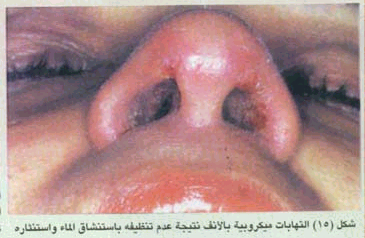 شكل (١٥) التهابات ميكروبية بالأنف نتيجة عدم تنظيفه باستنشاق الماء واستنثاره